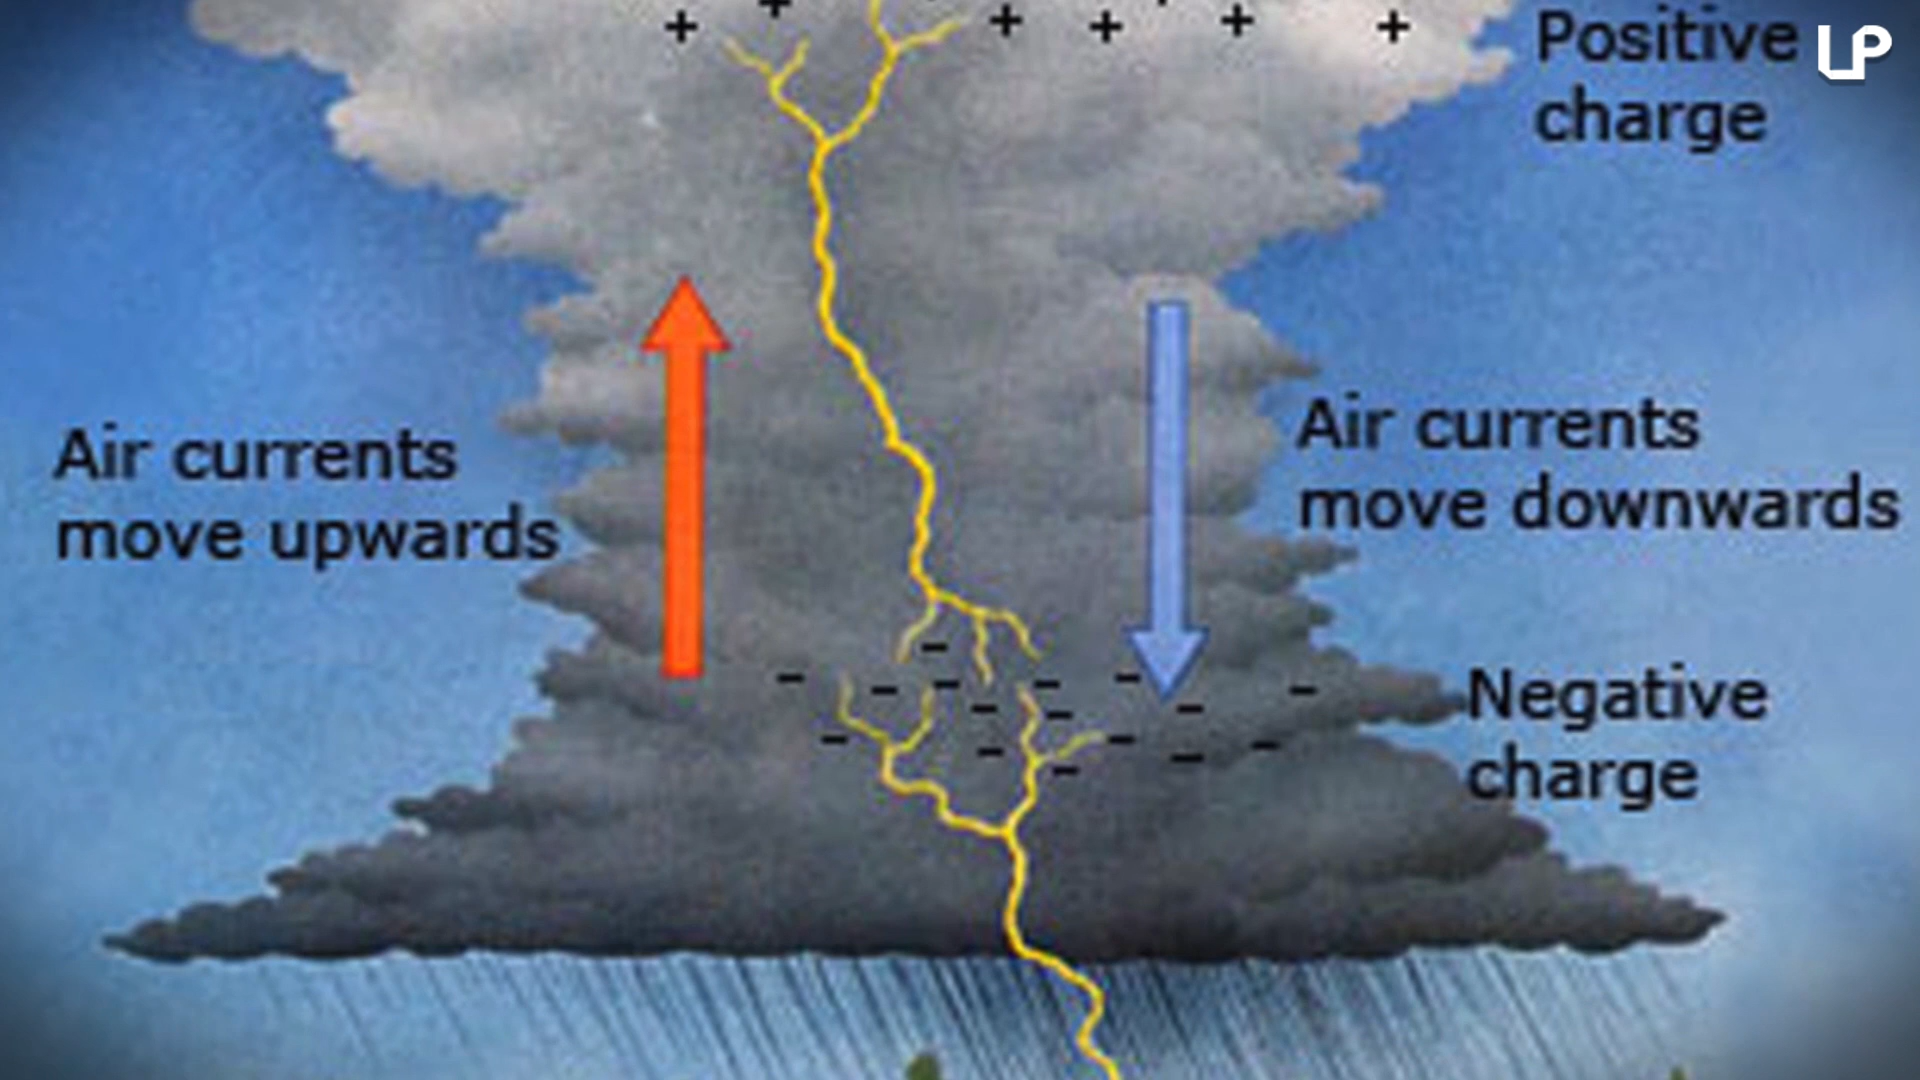 Positive
charge
LP
Air currents
move upwards
Air currents
move downwards
Negative
charge